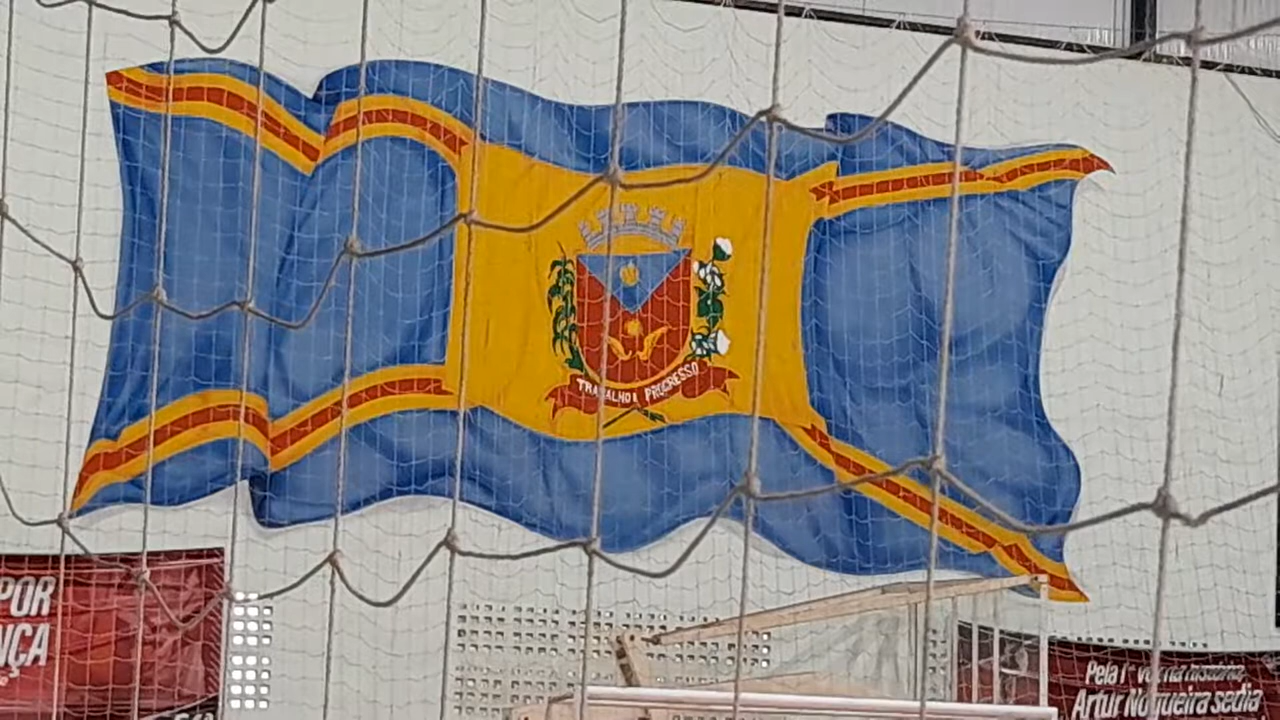 TRABALHO E PROGRESSO
POR
NÇA
Pela 1ª vez na história,
Artur Nogueira sedia